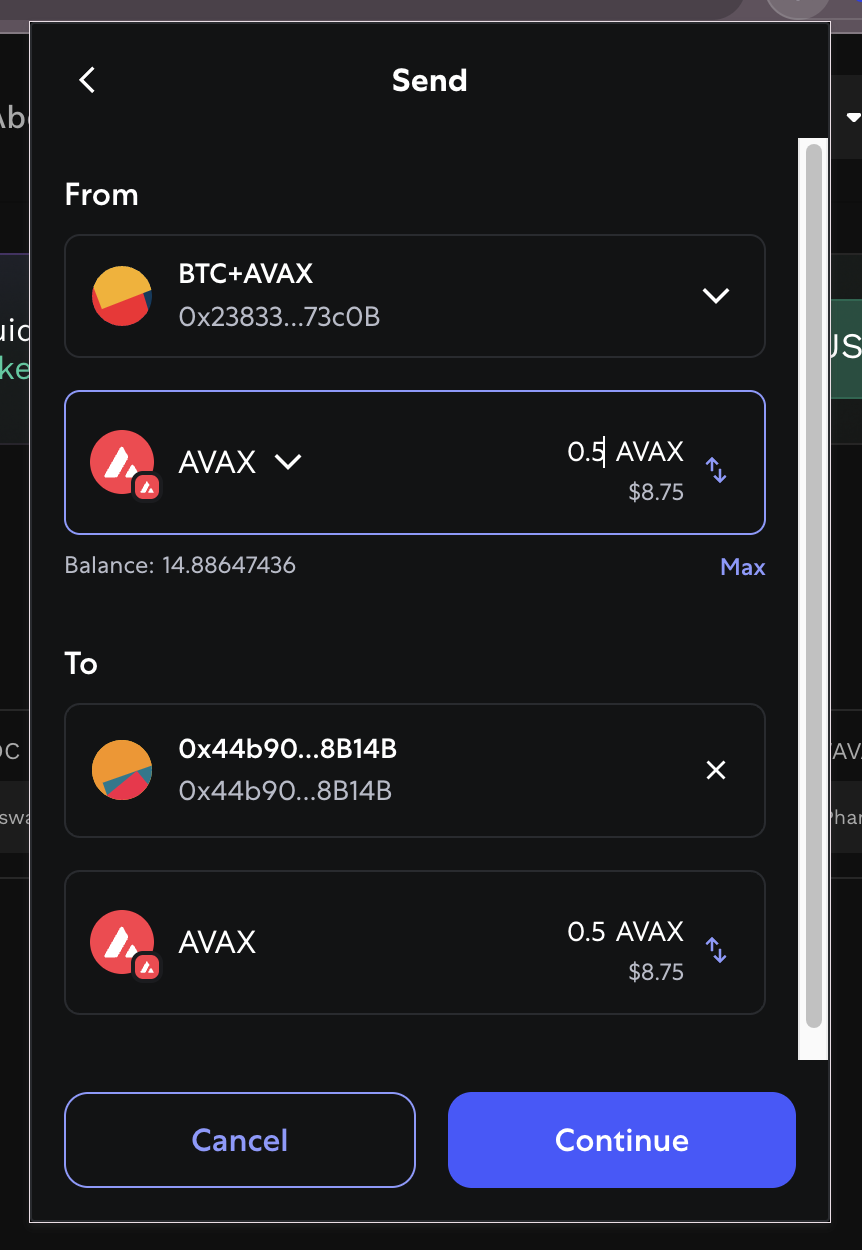 Send
From
BTC+AVAX
0x23833...73c0B
AVAX
0.5 AVAX
$8.75
Balance: 14.88647436
Max
To
0x44b90...8B14B
0x44b90...8B14B
AVAX
0.5 AVAX
$8.75
Cancel
Continue